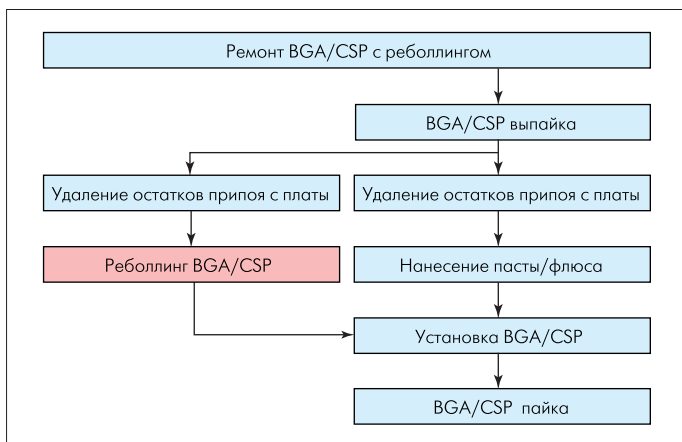 Ремонт BGA/CSP с реболлингом
BGA/CSP выпайка
Удаление остатков припоя с платы
Удаление остатков припоя с платы
Реболлинг BGA/CSP
Нанесение пасты/флюса
Установка BGA/CSP
BGA/CSP пайка